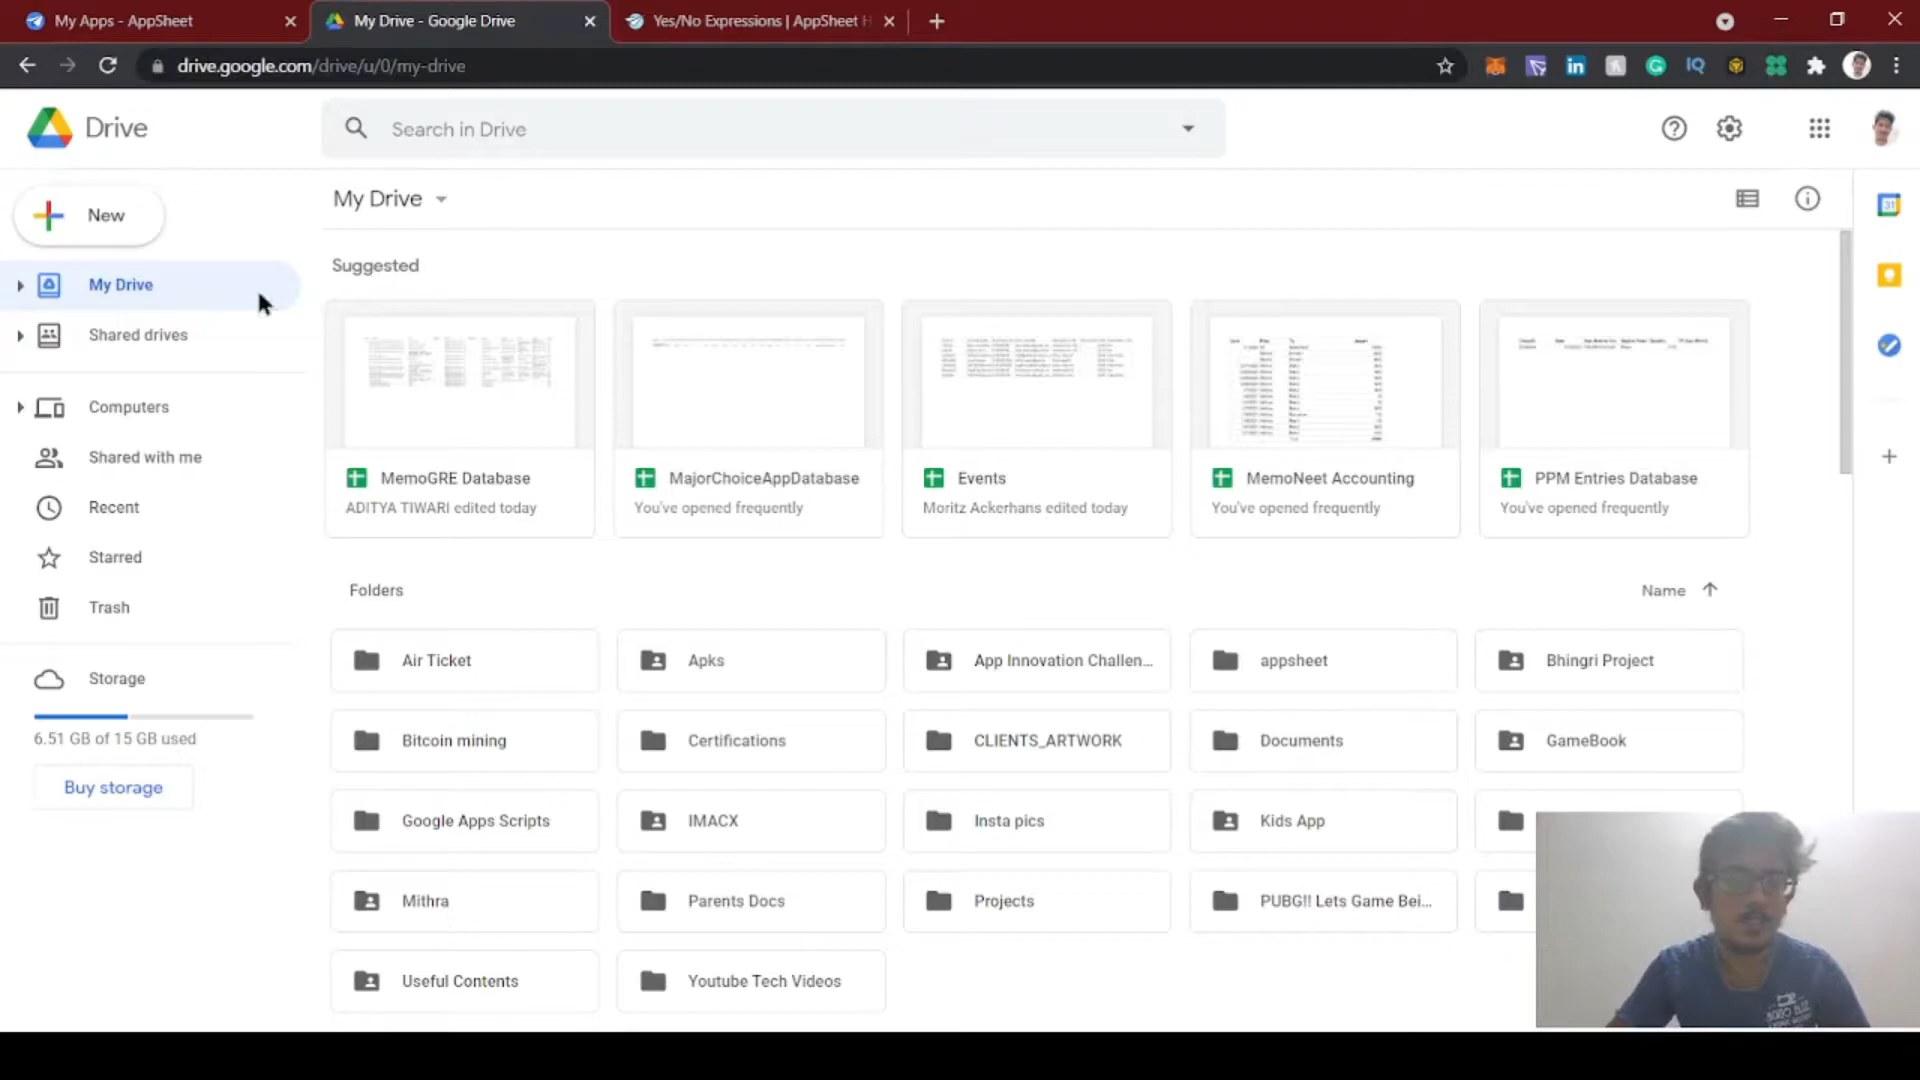 My Apps - AppSheet
My Drive - Google Drive
Yes/No Expressions | AppSheet H
drive.google.com/drive/u/0/my-drive
Drive
Search in Drive
New
My Drive
My Drive
Shared drives
Computers
Shared with me
Recent
Starred
Trash
Storage
6.51 GB of 15 GB used
Buy storage
Suggested
MemoGRE Database
ADITYA TIWARI edited today
MajorChoiceAppDatabase
You've opened frequently
Events
Moritz Ackerhans edited today
MemoNeet Accounting
You've opened frequently
PPM Entries Database
You've opened frequently
Folders
Name
Air Ticket
Apks
App Innovation Challen...
appsheet
Bhingri Project
Bitcoin mining
Certifications
CLIENTS_ARTWORK
Documents
GameBook
Google Apps Scripts
IMACX
Insta pics
Kids App
Mithra
Parents Docs
Projects
PUBG!! Lets Game Bei...
Useful Contents
Youtube Tech Videos